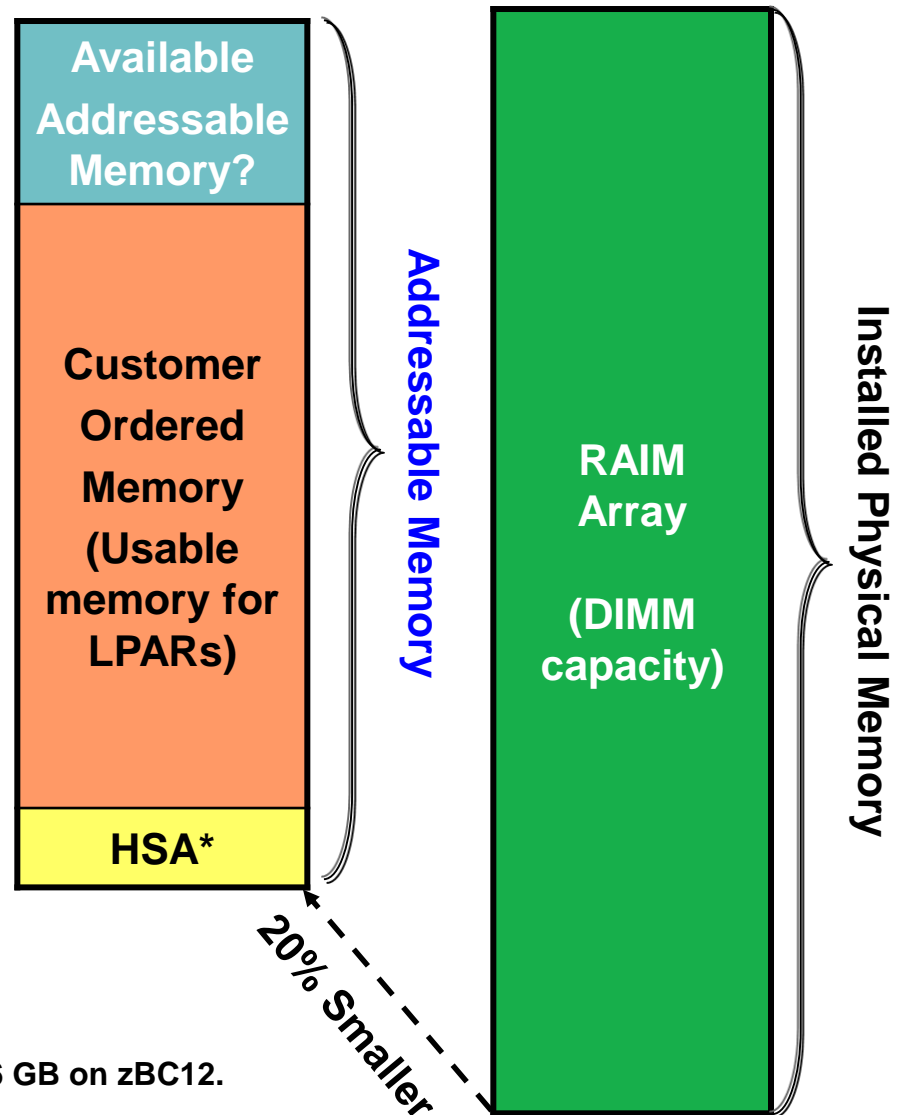 Available
Addressable
Memory?
Customer
Ordered
Memory
(Usable
memory for
LPARs)
HSA*
Addressable Memory
RAIM
Array
(DIMM
capacity)
Installed Physical Memory
20% Smaller
GB on zBC12.